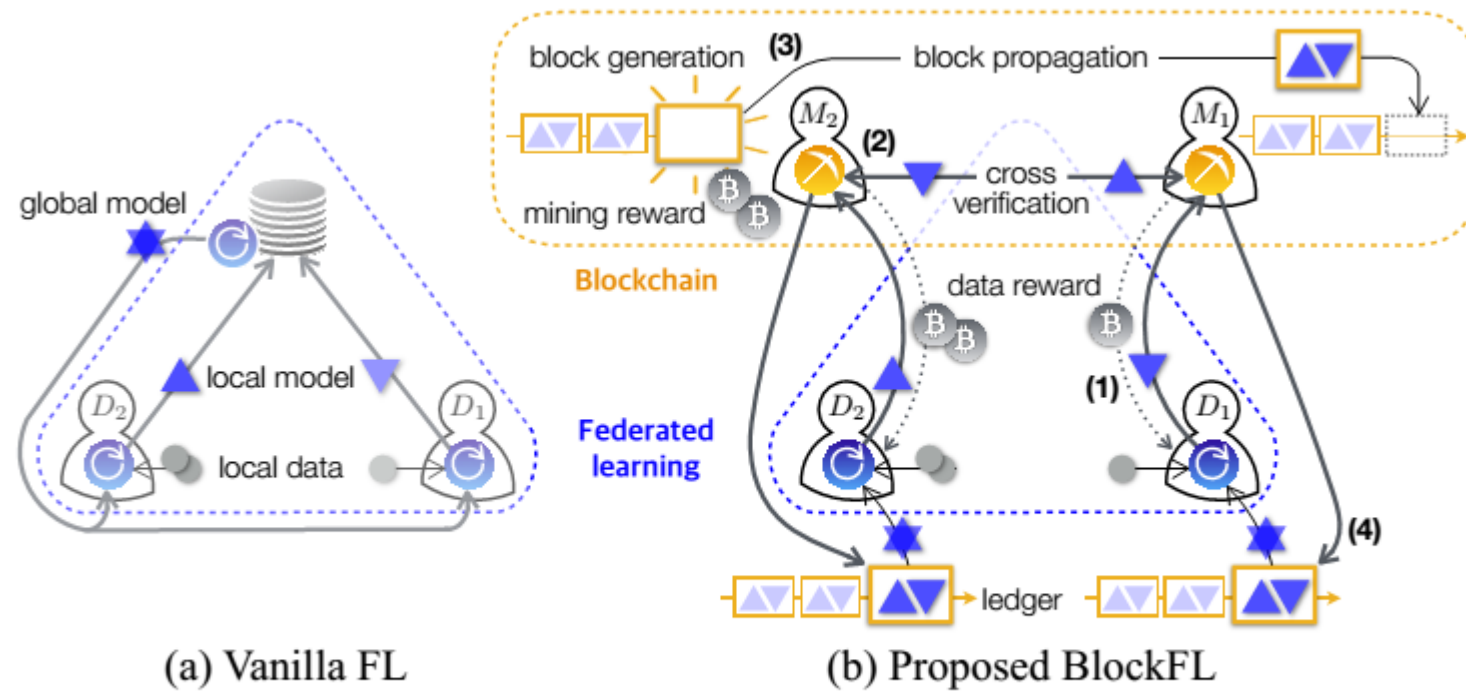 global model
local model
D₂
D₁
local data
(a) Vanilla FL
block generation
(3)
block propagation
M₂
M₁
(2)
cross
verification
mining reward
₿
₿
Blockchain
data reward
₿
₿
₿
(1)
D₂
D₁
Federated
learning
(4)
ledger
(b) Proposed BlockFL